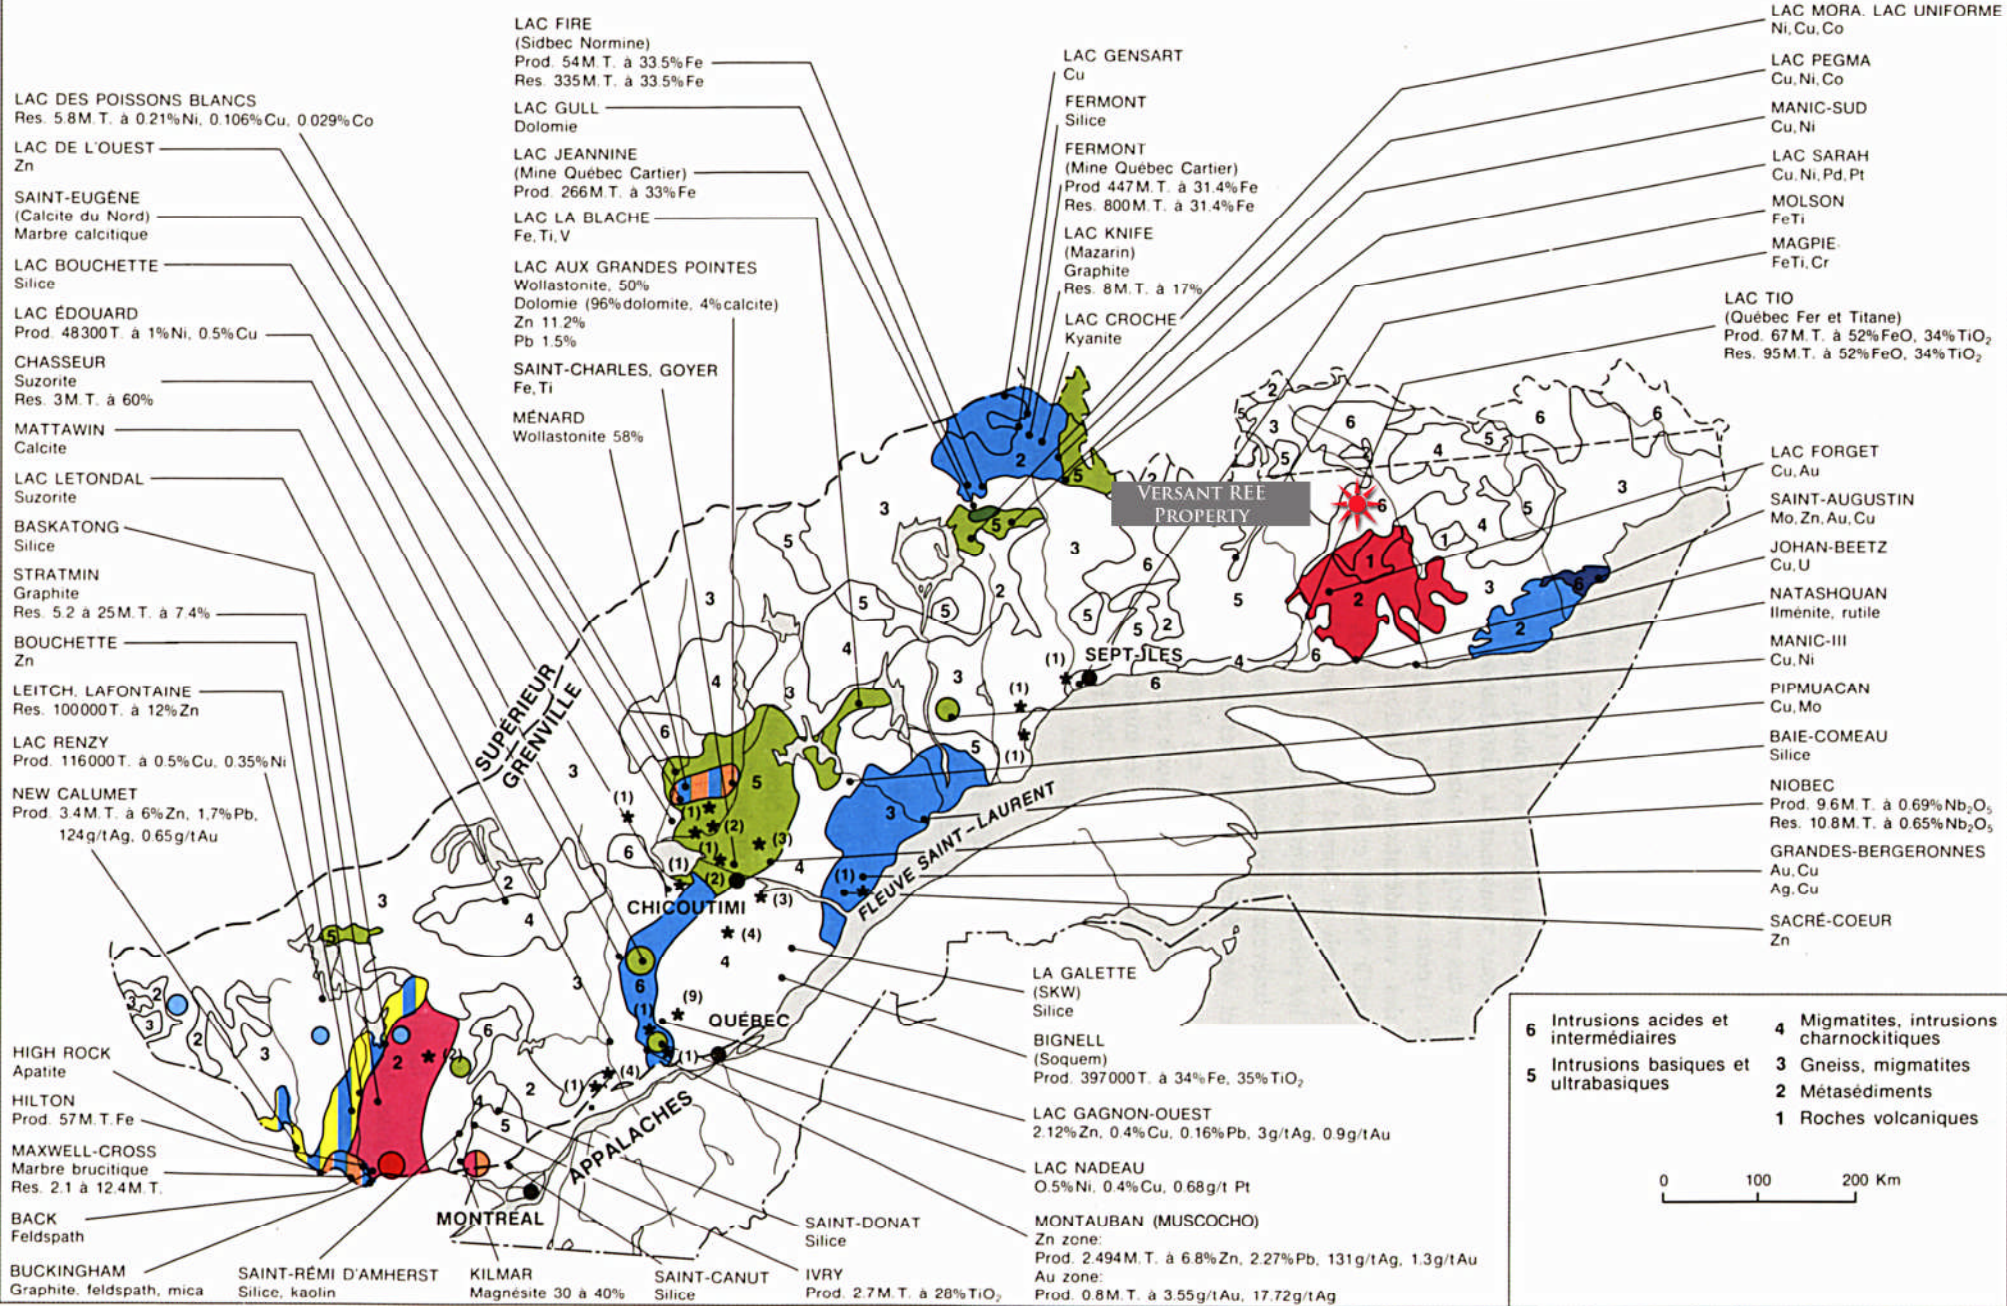 LAC DES POISSONS BLANCS
Res. 5.8M.T. à 0.21%Ni, 0.106%Cu, 0.029%Co
LAC DE L'OUEST
Zn
SAINT-EUGÈNE
(Calcite du Nord)
Marbre calcitique
LAC BOUCHETTE
Silice
LAC ÉDOUARD
Prod. 48300T. à 1%Ni, 0.5%Cu
CHASSEUR
Suzorite
Res. 3M.T. à 60%
MATTAWIN
Calcite
LAC LETONDAL
Suzorite
BASKATONG
Silice
STRATMIN
Graphite
Res. 5.2 à 25M.T. à 7.4%
BOUCHETTE
Zn
LEITCH, LAFONTAINE
Res. 100000T. à 12%Zn
LAC RENZY
Prod. 116000T. à 0.5%Cu, 0.35%Ni
NEW CALUMET
Prod. 3.4M.T. à 6%Zn, 1,7%Pb,
124g/tAg, 0.65g/tAu
HIGH ROCK
Apatite
HILTON
Prod. 57M.T.Fe
MAXWELL-CROSS
Marbre brucitique
Res. 2.1 à 12.4M.T.
BACK
Feldspath
BUCKINGHAM
Graphite, feldspath, mica
SAINT-RÉMI D'AMHERST
Silice, kaolin
KILMAR
Magnésite 30 à 40%
SAINT-CANUT
Silice
IVRY
Prod. 2.7M.T. à 28%TiO₂
SAINT-DONAT
Silice
LAC FIRE
(Sidbec Normine)
Prod. 54M.T. à 33.5%Fe
Res. 335M.T. à 33.5%Fe
LAC GULL
Dolomie
LAC JEANNINE
(Mine Québec Cartier)
Prod. 266M.T. à 33%Fe
LAC LA BLACHE
Fe,Ti,V
LAC AUX GRANDES POINTES
Wollastonite, 50%
Dolomie (96%dolomite, 4%calcite)
Zn 11.2%
Pb 1.5%
SAINT-CHARLES, GOYER
Fe,Ti
MÉNARD
Wollastonite 58%
LAC GENSART
Cu
FERMONT
Silice
FERMONT
(Mine Québec Cartier)
Prod 447M.T. à 31.4%Fe
Res. 800M.T. à 31.4%Fe
LAC KNIFE
(Mazarin)
Graphite
Res. 8M.T. à 17%
LAC CROCHE
Kyanite
LAC MORA, LAC UNIFORME
Ni,Cu,Co
LAC PEGMA
Cu,Ni,Co
MANIC-SUD
Cu,Ni
LAC SARAH
Cu,Ni,Pd,Pt
MOLSON
FeTi
MAGPIE
FeTi,Cr
LAC TIO
(Québec Fer et Titane)
Prod. 67M.T. à 52%FeO, 34%TiO₂
Res. 95M.T. à 52%FeO, 34%TiO₂
LAC FORGET
Cu,Au
SAINT-AUGUSTIN
Mo,Zn,Au,Cu
JOHAN-BEETZ
Cu,U
NATASHQUAN
Ilménite, rutile
MANIC-III
Cu,Ni
PIPMUACAN
Cu,Mo
BAIE-COMEAU
Silice
NIOBEC
Prod. 9.6M.T. à 0.69%Nb₂O₅
Res. 10.8M.T. à 0.65%Nb₂O₅
GRANDES-BERGERONNES
Au,Cu
Ag,Cu
SACRÉ-COEUR
Zn
VERSANT REE
PROPERTY
SUPÉRIEUR
GRENVILLE
SEPT-ÎLES
FLEUVE SAINT-LAURENT
CHICOUTIMI
QUÉBEC
APPALACHES
MONTRÉAL
LA GALETTE
(SKW)
Silice
BIGNELL
(Soquem)
Prod. 397000T. à 34%Fe, 35%TiO₂
LAC GAGNON-OUEST
2.12%Zn, 0.4%Cu, 0.16%Pb, 3g/tAg, 0.9g/tAu
LAC NADEAU
0.5%Ni, 0.4%Cu, 0.68g/t Pt
MONTAUBAN (MUSCOCHO)
Zn zone:
Prod. 2.494M.T. à 6.8%Zn, 2.27%Pb, 131g/tAg, 1.3g/tAu
Au zone:
Prod. 0.8M.T. à 3.55g/tAu, 17.72g/tAg
6 Intrusions acides et
intermédiaires
5 Intrusions basiques et
ultrabasiques
4 Migmatites, intrusions
charnockitiques
3 Gneiss, migmatites
2 Métasédiments
1 Roches volcaniques
0 100 200 Km